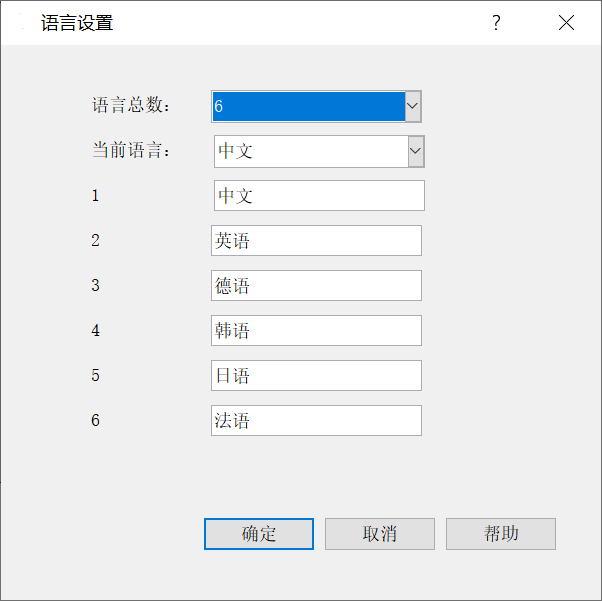 语言设置 ?
语言总数： 6
当前语言： 中文
1 中文
2 英语
3 德语
4 韩语
5 日语
6 法语
确定 取消 帮助